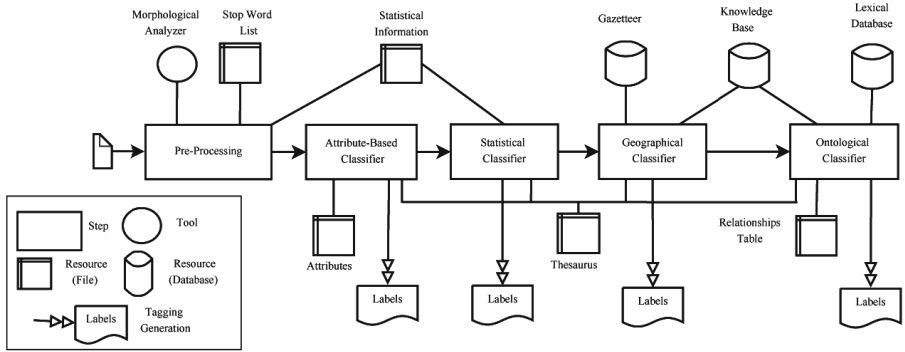 Morphological
Analyzer
Stop Word
List
Statistical
Information
Gazetteer
Knowledge
Base
Lexical
Database
Pre-Processing
Attribute-Based
Classifier
Statistical
Classifier
Geographical
Classifier
Ontological
Classifier
Attributes
Thesaurus
Relationships
Table
Labels
Labels
Labels
Labels
Step
Tool
Resource
(File)
Resource
(Database)
Labels
Tagging
Generation